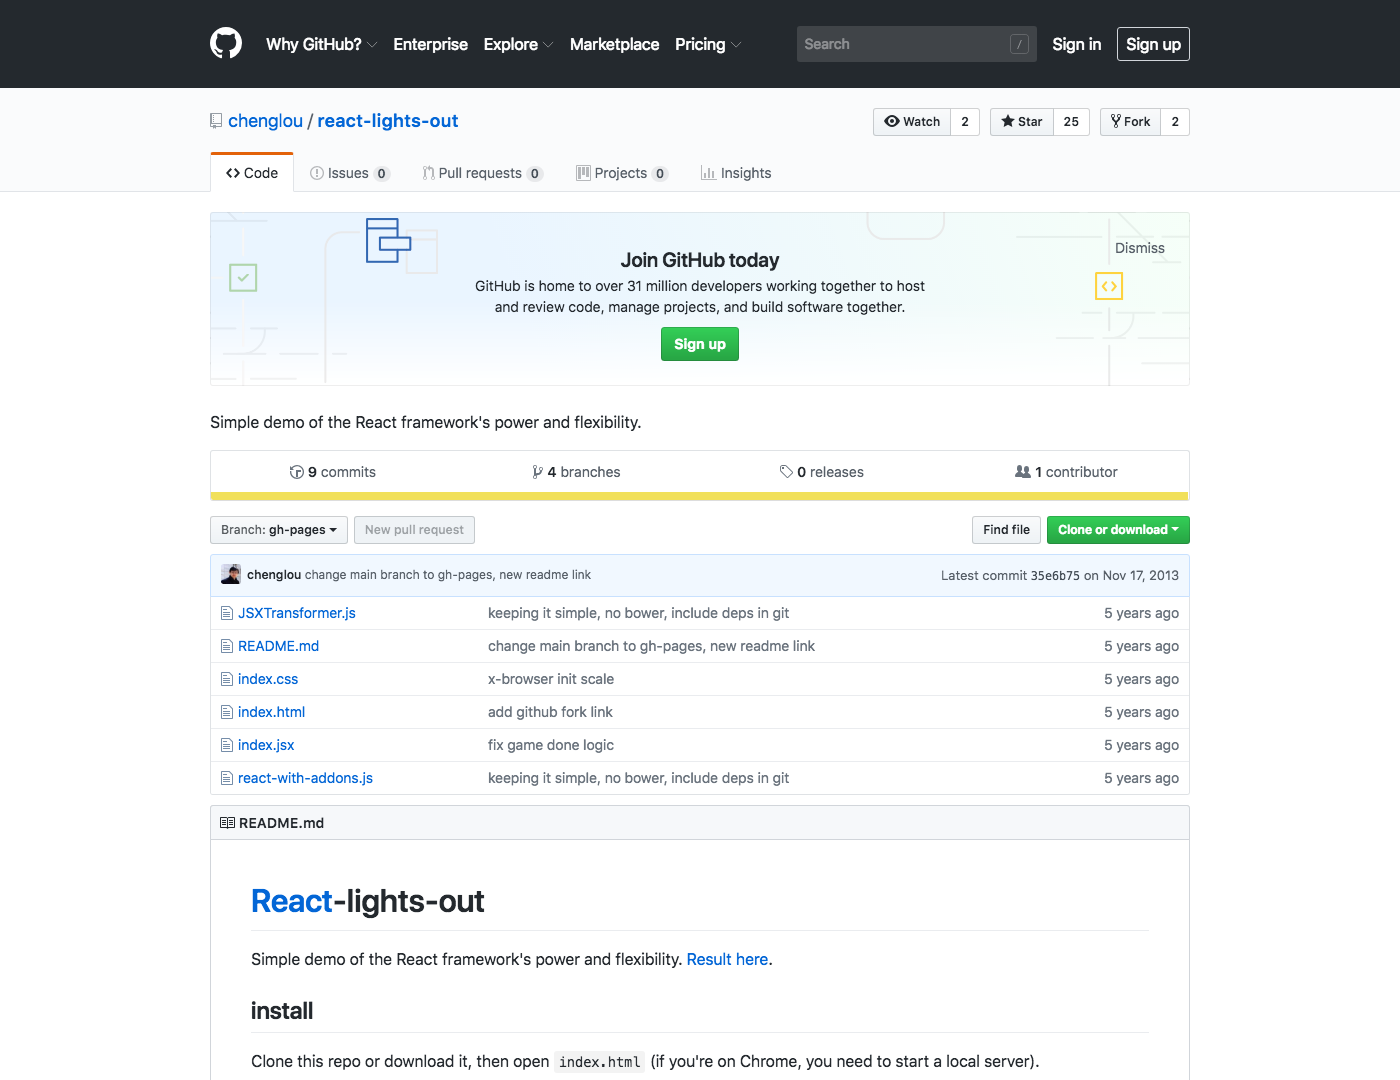 Why GitHub? Enterprise Explore Marketplace Pricing Search / Sign in Sign up
chenglou / react-lights-out Watch 2 Star 25 Fork 2
Code Issues 0 Pull requests 0 Projects 0 Insights
Dismiss
Join GitHub today
GitHub is home to over 31 million developers working together to host
and review code, manage projects, and build software together.
Sign up
Simple demo of the React framework's power and flexibility.
9 commits 4 branches 0 releases 1 contributor
Branch: gh-pages New pull request Find file Clone or download
chenglou change main branch to gh-pages, new readme link Latest commit 35e6b75 on Nov 17, 2013
JSXTransformer.js keeping it simple, no bower, include deps in git 5 years ago
README.md change main branch to gh-pages, new readme link 5 years ago
index.css x-browser init scale 5 years ago
index.html add github fork link 5 years ago
index.jsx fix game done logic 5 years ago
react-with-addons.js keeping it simple, no bower, include deps in git 5 years ago
README.md
React-lights-out
Simple demo of the React framework's power and flexibility. Result here.
install
Clone this repo or download it, then open index.html (if you're on Chrome, you need to start a local server).